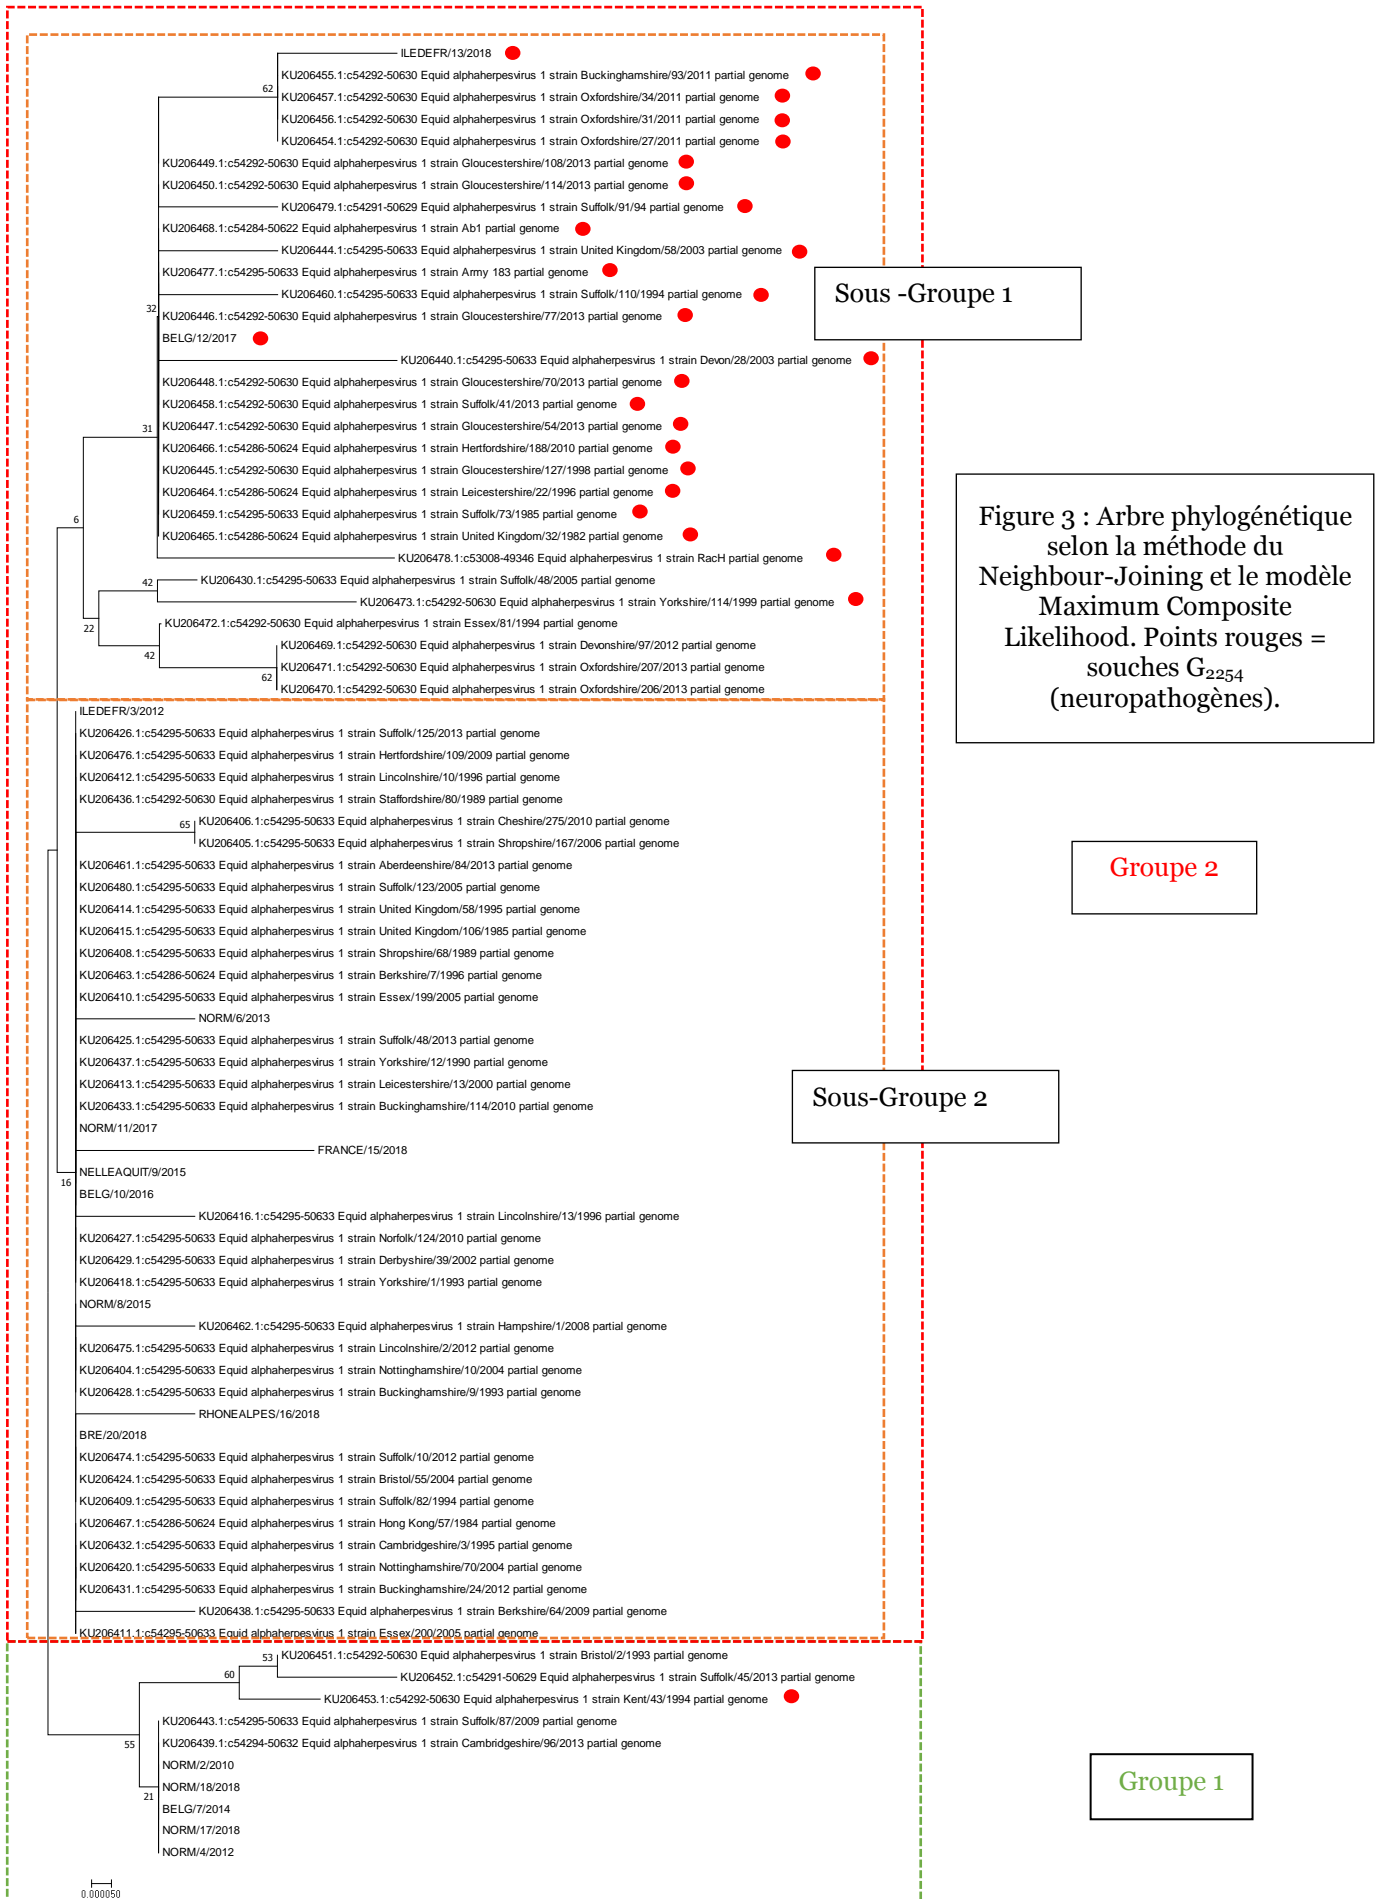 ILEDEFR/13/2018
KU206455.1:c54292-50630 Equid alphaherpesvirus 1 strain Buckinghamshire/93/2011 partial genome
62
KU206457.1:c54292-50630 Equid alphaherpesvirus 1 strain Oxfordshire/34/2011 partial genome
KU206456.1:c54292-50630 Equid alphaherpesvirus 1 strain Oxfordshire/31/2011 partial genome
KU206454.1:c54292-50630 Equid alphaherpesvirus 1 strain Oxfordshire/27/2011 partial genome
KU206449.1:c54292-50630 Equid alphaherpesvirus 1 strain Gloucestershire/108/2013 partial genome
KU206450.1:c54292-50630 Equid alphaherpesvirus 1 strain Gloucestershire/114/2013 partial genome
KU206479.1:c54291-50629 Equid alphaherpesvirus 1 strain Suffolk/91/94 partial genome
KU206468.1:c54284-50622 Equid alphaherpesvirus 1 strain Ab1 partial genome
KU206444.1:c54295-50633 Equid alphaherpesvirus 1 strain United Kingdom/58/2003 partial genome
KU206477.1:c54295-50633 Equid alphaherpesvirus 1 strain Army 183 partial genome
KU206460.1:c54295-50633 Equid alphaherpesvirus 1 strain Suffolk/110/1994 partial genome
Sous -Groupe 1
32
KU206446.1:c54292-50630 Equid alphaherpesvirus 1 strain Gloucestershire/77/2013 partial genome
BELG/12/2017
KU206440.1:c54295-50633 Equid alphaherpesvirus 1 strain Devon/28/2003 partial genome
KU206448.1:c54292-50630 Equid alphaherpesvirus 1 strain Gloucestershire/70/2013 partial genome
KU206458.1:c54292-50630 Equid alphaherpesvirus 1 strain Suffolk/41/2013 partial genome
KU206447.1:c54292-50630 Equid alphaherpesvirus 1 strain Gloucestershire/54/2013 partial genome
31
KU206466.1:c54286-50624 Equid alphaherpesvirus 1 strain Hertfordshire/188/2010 partial genome
KU206445.1:c54292-50630 Equid alphaherpesvirus 1 strain Gloucestershire/127/1998 partial genome
KU206464.1:c54286-50624 Equid alphaherpesvirus 1 strain Leicestershire/22/1996 partial genome
KU206459.1:c54295-50633 Equid alphaherpesvirus 1 strain Suffolk/73/1985 partial genome
6
KU206465.1:c54286-50624 Equid alphaherpesvirus 1 strain United Kingdom/32/1982 partial genome
KU206478.1:c53008-49346 Equid alphaherpesvirus 1 strain RacH partial genome
42
KU206430.1:c54295-50633 Equid alphaherpesvirus 1 strain Suffolk/48/2005 partial genome
KU206473.1:c54292-50630 Equid alphaherpesvirus 1 strain Yorkshire/114/1999 partial genome
22
KU206472.1:c54292-50630 Equid alphaherpesvirus 1 strain Essex/81/1994 partial genome
KU206469.1:c54292-50630 Equid alphaherpesvirus 1 strain Devonshire/97/2012 partial genome
42
KU206471.1:c54292-50630 Equid alphaherpesvirus 1 strain Oxfordshire/207/2013 partial genome
62
KU206470.1:c54292-50630 Equid alphaherpesvirus 1 strain Oxfordshire/206/2013 partial genome
Figure 3 : Arbre phylogénétique
selon la méthode du
Neighbour-Joining et le modèle
Maximum Composite
Likelihood. Points rouges =
souches G2254
(neuropathogènes).
ILEDEFR/3/2012
KU206426.1:c54295-50633 Equid alphaherpesvirus 1 strain Suffolk/125/2013 partial genome
KU206476.1:c54295-50633 Equid alphaherpesvirus 1 strain Hertfordshire/109/2009 partial genome
KU206412.1:c54295-50633 Equid alphaherpesvirus 1 strain Lincolnshire/10/1996 partial genome
KU206436.1:c54292-50630 Equid alphaherpesvirus 1 strain Staffordshire/80/1989 partial genome
65
KU206406.1:c54295-50633 Equid alphaherpesvirus 1 strain Cheshire/275/2010 partial genome
KU206405.1:c54295-50633 Equid alphaherpesvirus 1 strain Shropshire/167/2006 partial genome
KU206461.1:c54295-50633 Equid alphaherpesvirus 1 strain Aberdeenshire/84/2013 partial genome
Groupe 2
KU206480.1:c54295-50633 Equid alphaherpesvirus 1 strain Suffolk/123/2005 partial genome
KU206414.1:c54295-50633 Equid alphaherpesvirus 1 strain United Kingdom/58/1995 partial genome
KU206415.1:c54295-50633 Equid alphaherpesvirus 1 strain United Kingdom/106/1985 partial genome
KU206408.1:c54295-50633 Equid alphaherpesvirus 1 strain Shropshire/68/1989 partial genome
KU206463.1:c54286-50624 Equid alphaherpesvirus 1 strain Berkshire/7/1996 partial genome
KU206410.1:c54295-50633 Equid alphaherpesvirus 1 strain Essex/199/2005 partial genome
NORM/6/2013
KU206425.1:c54295-50633 Equid alphaherpesvirus 1 strain Suffolk/48/2013 partial genome
KU206437.1:c54295-50633 Equid alphaherpesvirus 1 strain Yorkshire/12/1990 partial genome
KU206413.1:c54295-50633 Equid alphaherpesvirus 1 strain Leicestershire/13/2000 partial genome
Sous-Groupe 2
KU206433.1:c54295-50633 Equid alphaherpesvirus 1 strain Buckinghamshire/114/2010 partial genome
NORM/11/2017
FRANCE/15/2018
NELLEAQUIT/9/2015
16
BELG/10/2016
KU206416.1:c54295-50633 Equid alphaherpesvirus 1 strain Lincolnshire/13/1996 partial genome
KU206427.1:c54295-50633 Equid alphaherpesvirus 1 strain Norfolk/124/2010 partial genome
KU206429.1:c54295-50633 Equid alphaherpesvirus 1 strain Derbyshire/39/2002 partial genome
KU206418.1:c54295-50633 Equid alphaherpesvirus 1 strain Yorkshire/1/1993 partial genome
NORM/8/2015
KU206462.1:c54295-50633 Equid alphaherpesvirus 1 strain Hampshire/1/2008 partial genome
KU206475.1:c54295-50633 Equid alphaherpesvirus 1 strain Lincolnshire/2/2012 partial genome
KU206404.1:c54295-50633 Equid alphaherpesvirus 1 strain Nottinghamshire/10/2004 partial genome
KU206428.1:c54295-50633 Equid alphaherpesvirus 1 strain Buckinghamshire/9/1993 partial genome
RHONEALPES/16/2018
BRE/20/2018
KU206474.1:c54295-50633 Equid alphaherpesvirus 1 strain Suffolk/10/2012 partial genome
KU206424.1:c54295-50633 Equid alphaherpesvirus 1 strain Bristol/55/2004 partial genome
KU206409.1:c54295-50633 Equid alphaherpesvirus 1 strain Suffolk/82/1994 partial genome
KU206467.1:c54286-50624 Equid alphaherpesvirus 1 strain Hong Kong/57/1984 partial genome
KU206432.1:c54295-50633 Equid alphaherpesvirus 1 strain Cambridgeshire/3/1995 partial genome
KU206420.1:c54295-50633 Equid alphaherpesvirus 1 strain Nottinghamshire/70/2004 partial genome
KU206431.1:c54295-50633 Equid alphaherpesvirus 1 strain Buckinghamshire/24/2012 partial genome
KU206438.1:c54295-50633 Equid alphaherpesvirus 1 strain Berkshire/64/2009 partial genome
KU206411.1:c54295-50633 Equid alphaherpesvirus 1 strain Essex/200/2005 partial genome
53
KU206451.1:c54292-50630 Equid alphaherpesvirus 1 strain Bristol/2/1993 partial genome
60
KU206452.1:c54291-50629 Equid alphaherpesvirus 1 strain Suffolk/45/2013 partial genome
KU206453.1:c54292-50630 Equid alphaherpesvirus 1 strain Kent/43/1994 partial genome
KU206443.1:c54295-50633 Equid alphaherpesvirus 1 strain Suffolk/87/2009 partial genome
55
KU206439.1:c54294-50632 Equid alphaherpesvirus 1 strain Cambridgeshire/96/2013 partial genome
NORM/2/2010
Groupe 1
NORM/18/2018
21
BELG/7/2014
NORM/17/2018
NORM/4/2012
0.000050